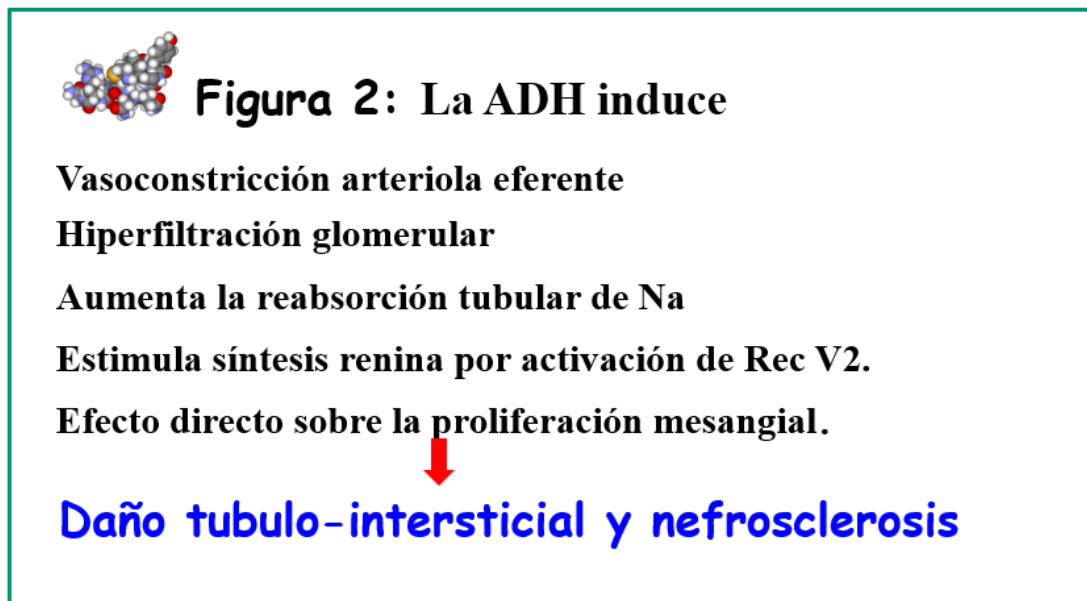 Figura 2: La ADH induce
Vasoconstricción arteriola eferente
Hiperfiltración glomerular
Aumenta la reabsorción tubular de Na
Estimula síntesis renina por activación de Rec V2.
Efecto directo sobre la proliferación mesangial.
Daño tubulo-intersticial y nefrosclerosis